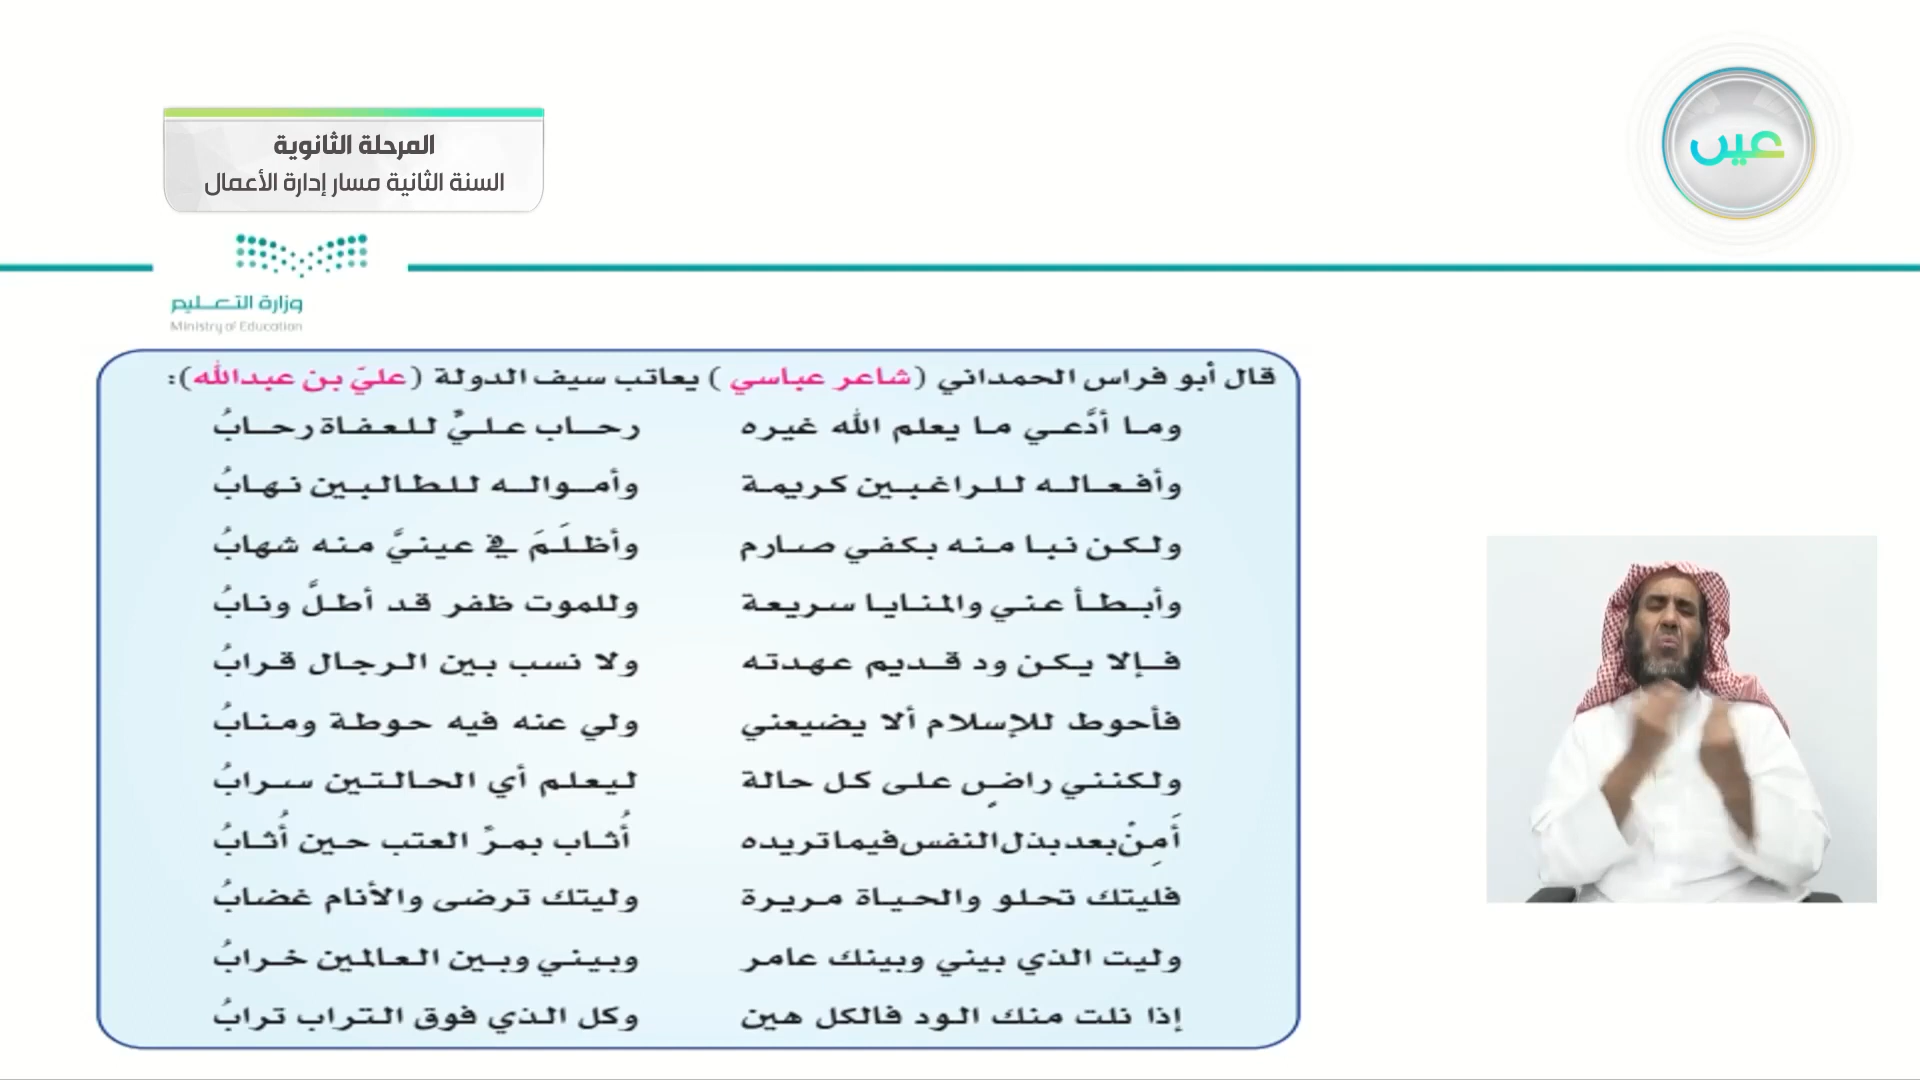 المرحلة الثانوية
السنة الثانية مسار إدارة الأعمال
عين
وزارة التعليم
Ministry of Education
قال أبو فراس الحمداني (شاعر عباسي) يعاتب سيف الدولة (عليّ بن عبدالله):
وما أدَّعي ما يعلم الله غيره رحاب عليٍّ للعفاة رحابُ
وأفعاله للراغبين كريمة وأمواله للطالبين نهابُ
ولكن نبا منه بكفي صارم وأظلَمَ في عينيَّ منه شهابُ
وأبطأ عني والمنايا سريعة وللموت ظفر قد أطلَّ ونابُ
فإلا يكن ود قديم عهدته ولا نسب بين الرجال قرابُ
فأحوط للإسلام ألا يضيعني ولي عنه فيه حوطة ومنابُ
ولكنني راضٍ على كل حالة ليعلم أي الحالتين سرابُ
أَمِنْ بعد بذل النفس فيما تريده أُثاب بمرِّ العتب حين أُثابُ
فليتك تحلو والحياة مريرة وليتك ترضى والأنام غضابُ
وليت الذي بيني وبينك عامر وبيني وبين العالمين خرابُ
إذا نلت منك الود فالكل هين وكل الذي فوق التراب ترابُ